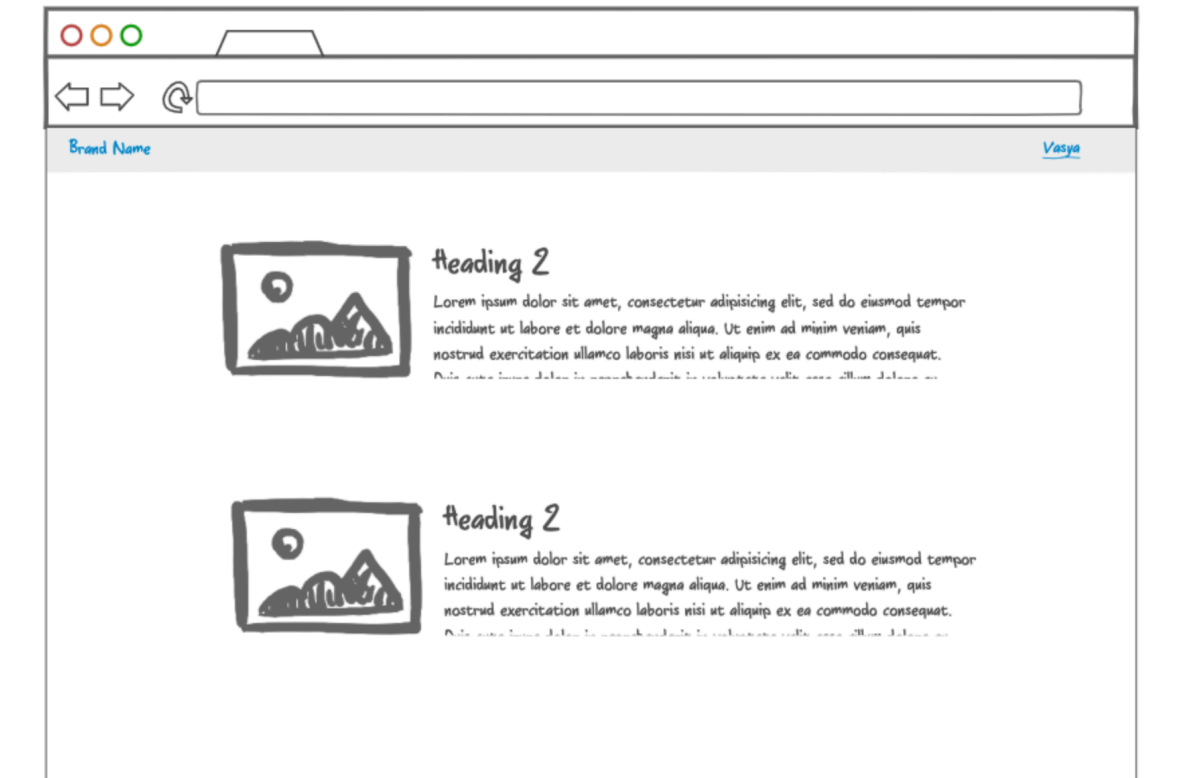 Brand Name
Vasya
Heading 2
Lorem ipsum dolor sit amet, consectetur adipisicing elit, sed do eiusmod tempor
incididunt ut labore et dolore magna aliqua. Ut enim ad minim veniam, quis
nostrud exercitation ullamco laboris nisi ut aliquip ex ea commodo consequat.
Heading 2
Lorem ipsum dolor sit amet, consectetur adipisicing elit, sed do eiusmod tempor
incididunt ut labore et dolore magna aliqua. Ut enim ad minim veniam, quis
nostrud exercitation ullamco laboris nisi ut aliquip ex ea commodo consequat.